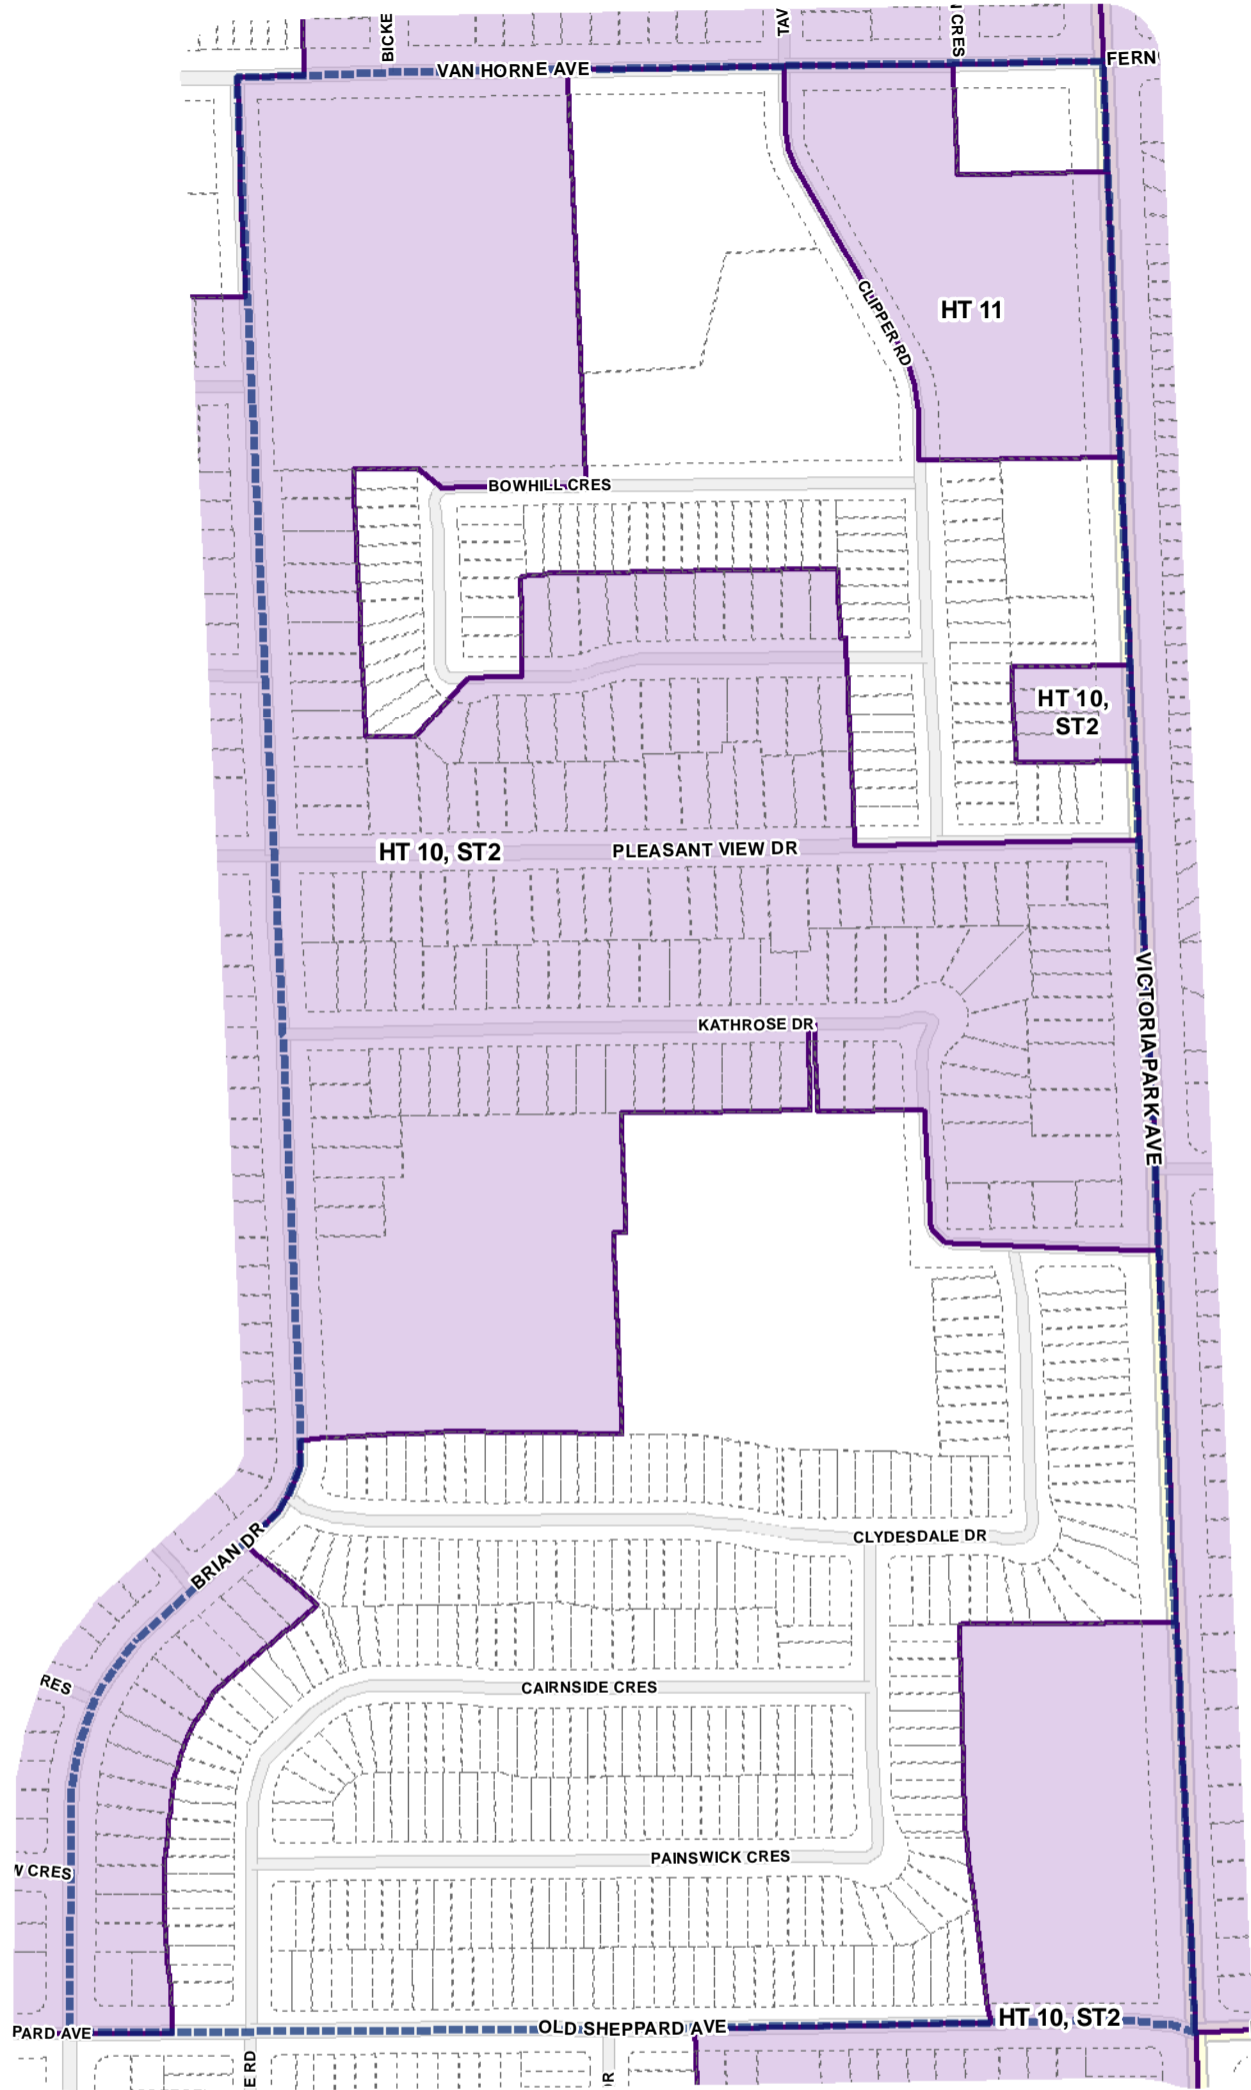 BICKE
TAV
CRES
VAN HORNE AVE
FERN
CLIPPER RD
HT 11
BOWHILL CRES
HT 10,
ST2
HT 10, ST2
PLEASANT VIEW DR
VICTORIA PARK AVE
KATHROSE DR
BRIAN DR
CLYDESDALE DR
RES
CAIRNSIDE CRES
PAINSWICK CRES
W CRES
HT 10, ST2
PARD AVE
OLD SHEPPARD AVE
E RD